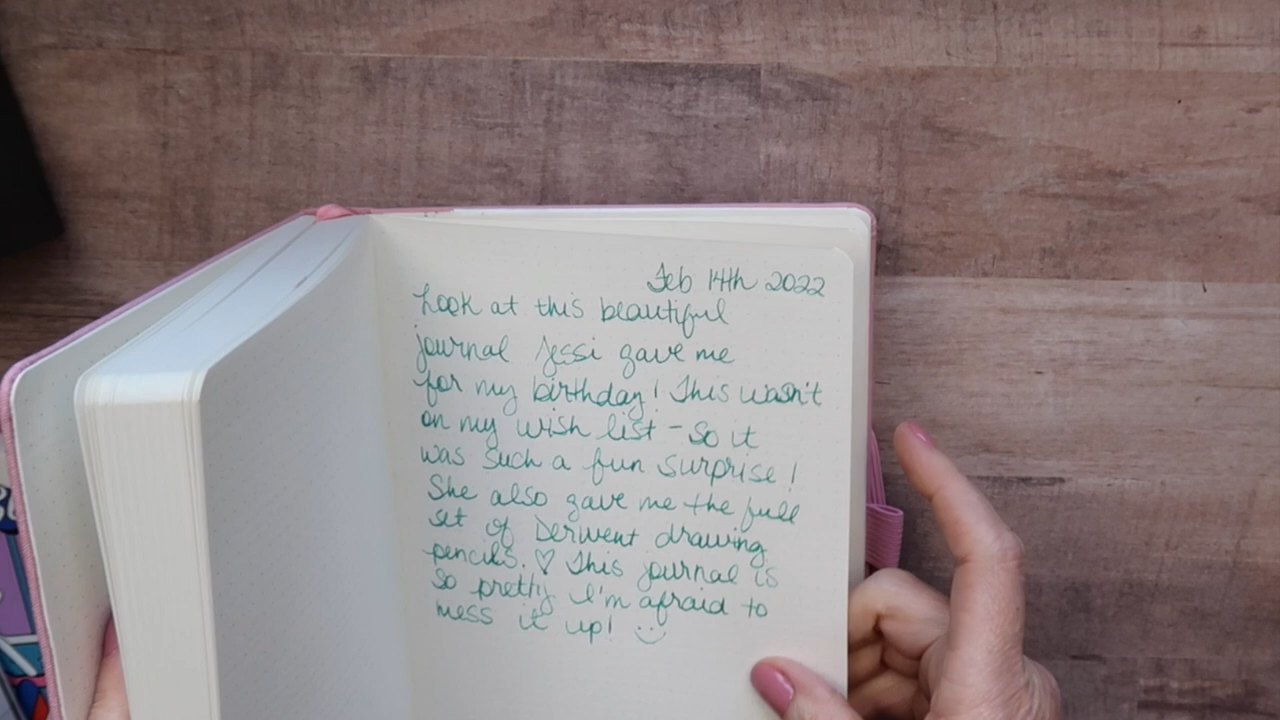 Feb 14th 2022
Look at this beautiful
journal Jessi gave me
for my birthday! This wasn't
on my wish list - so it
was such a fun surprise!
She also gave me the full
set of Derwent drawing
pencils. ♡ This journal is
so pretty I'm afraid to
mess it up! :)